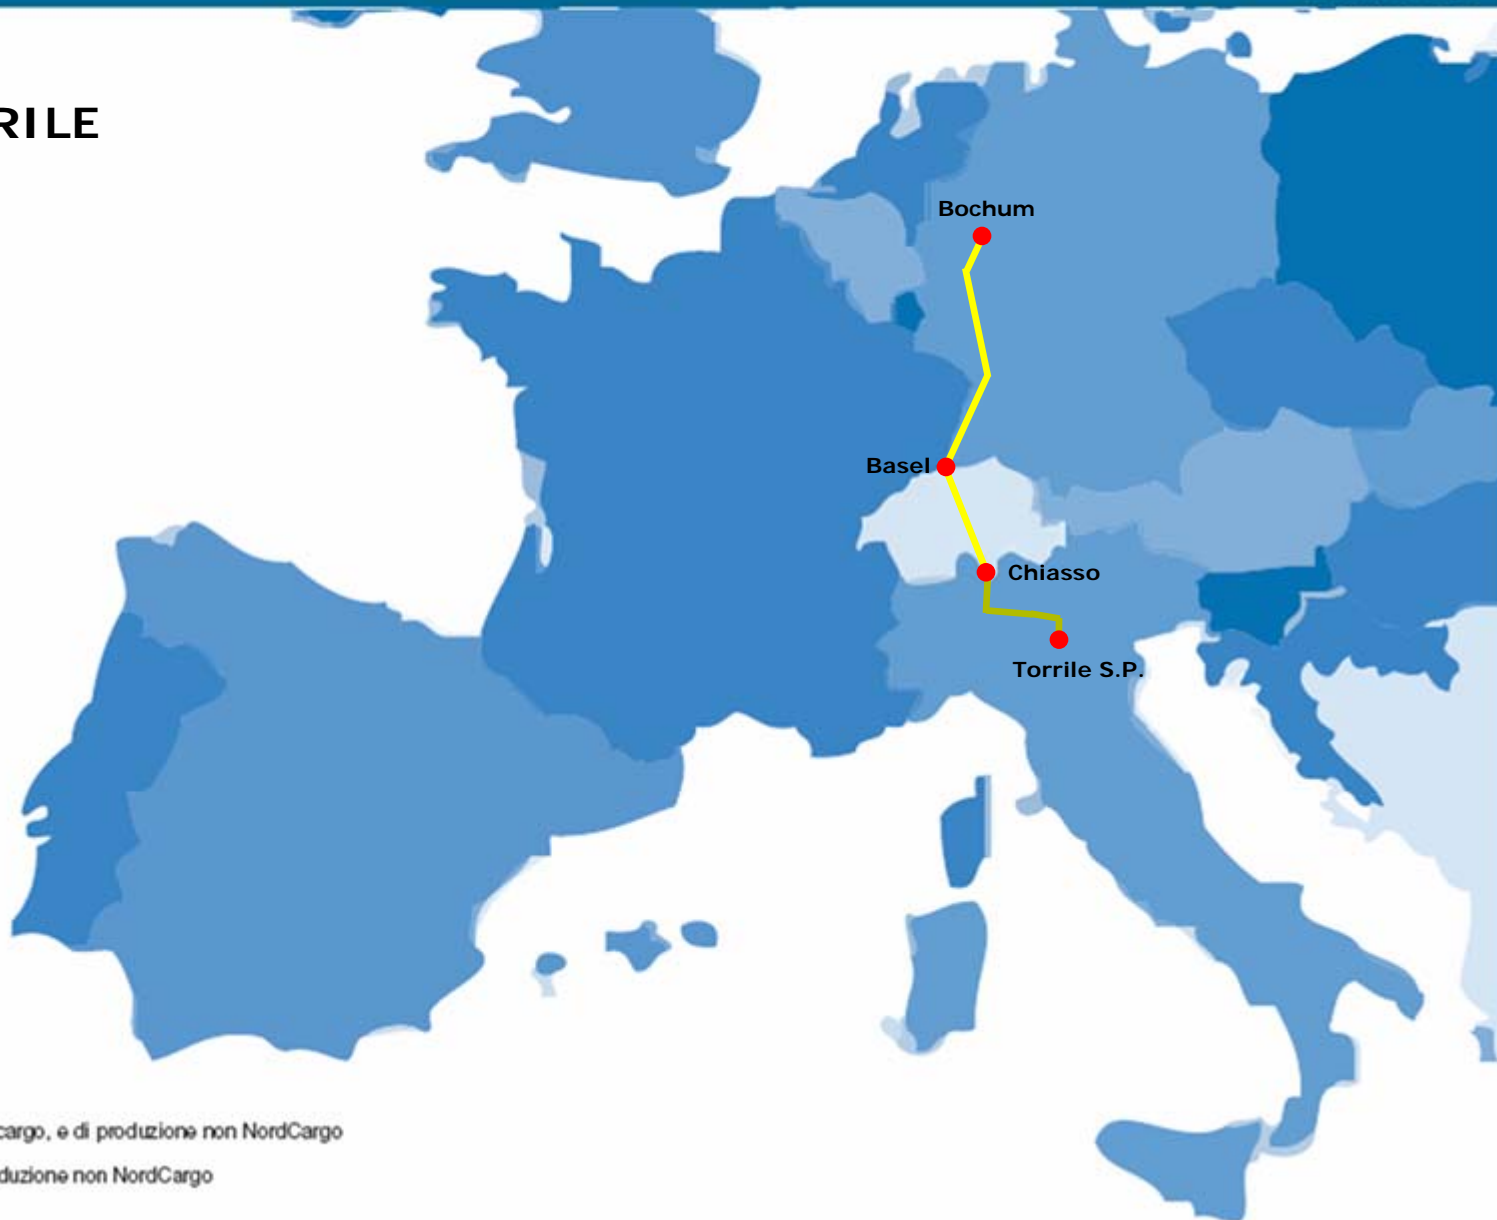 RILE
Bochum
Basel
Chiasso
Torrile S.P.
cargo, e di produzione non NordCargo
duzione non NordCargo